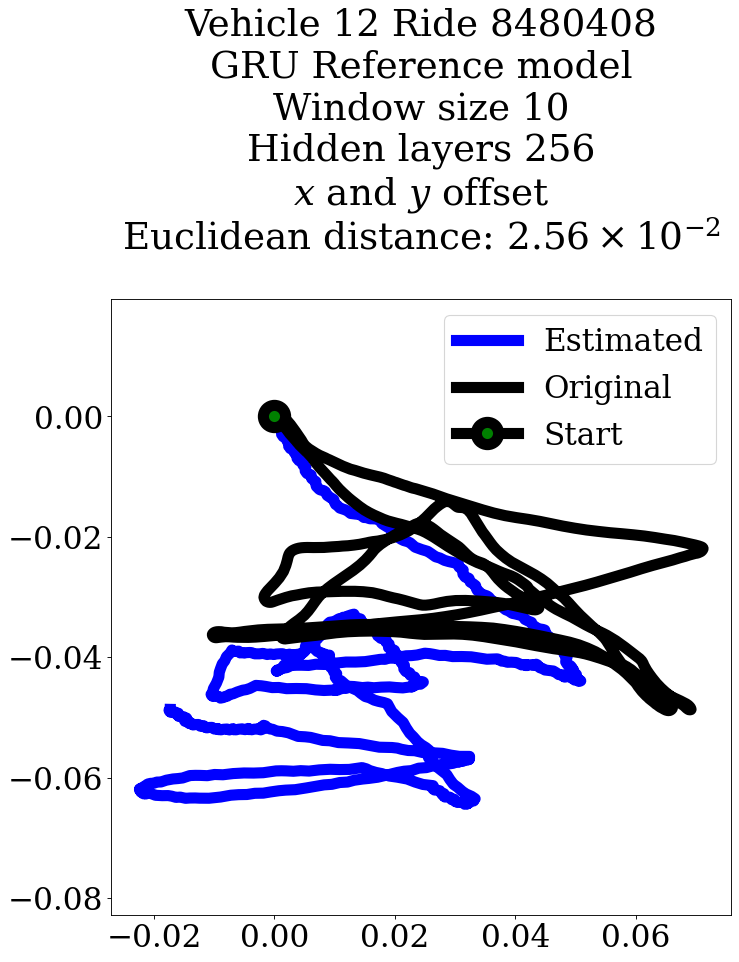 Vehicle 12 Ride 8480408
GRU Reference model
Window size 10
Hidden layers 256
x and y offset
Euclidean distance: 2.56 × 10⁻²
Estimated
Original
Start
0.00
−0.02
−0.04
−0.06
−0.08
−0.02 0.00 0.02 0.04 0.06